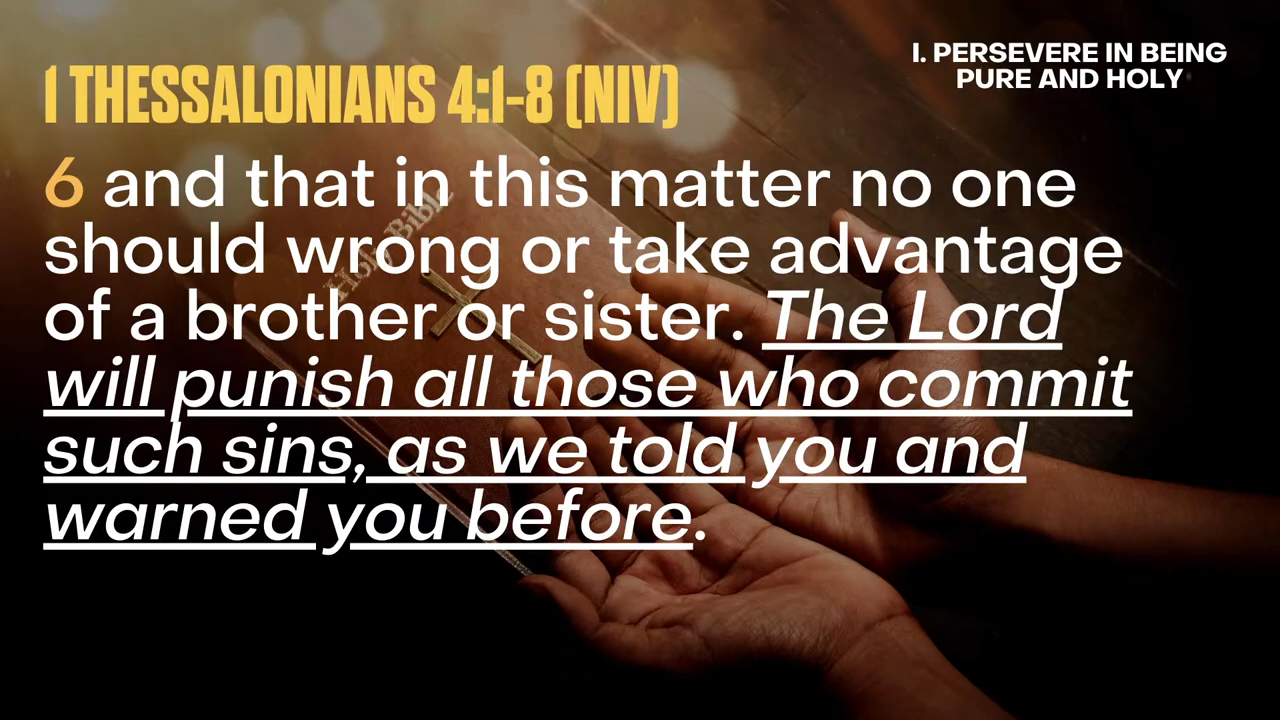 I. PERSEVERE IN BEING
PURE AND HOLY
1 THESSALONIANS 4:1-8 (NIV)
6 and that in this matter no one
should wrong or take advantage
of a brother or sister. The Lord
will punish all those who commit
such sins, as we told you and
warned you before.
Holy Bible